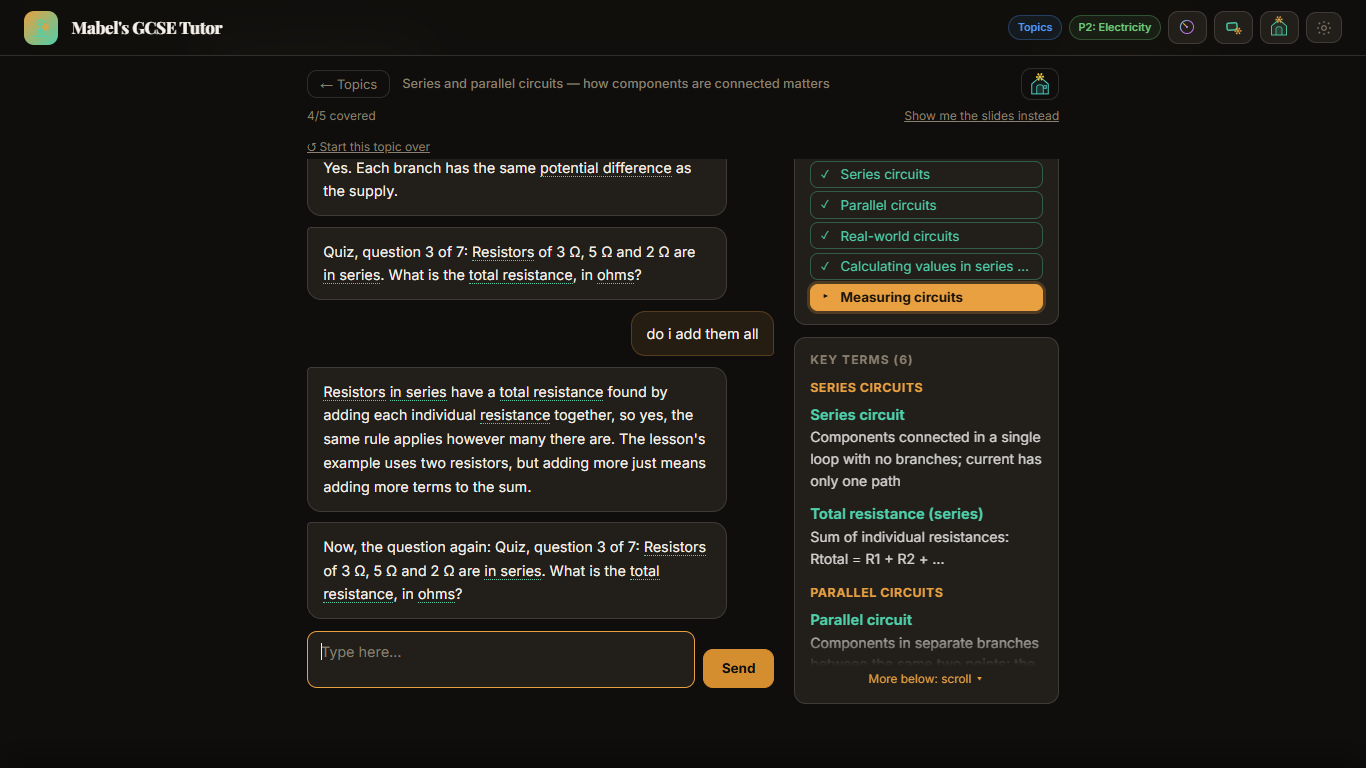 Mabel's GCSE Tutor
Topics
P2: Electricity
← Topics
Series and parallel circuits — how components are connected matters
4/5 covered
Show me the slides instead
↺ Start this topic over
Yes. Each branch has the same potential difference as
the supply.
Quiz, question 3 of 7: Resistors of 3 Ω, 5 Ω and 2 Ω are
in series. What is the total resistance, in ohms?
do i add them all
Resistors in series have a total resistance found by
adding each individual resistance together, so yes, the
same rule applies however many there are. The lesson's
example uses two resistors, but adding more just means
adding more terms to the sum.
Now, the question again: Quiz, question 3 of 7: Resistors
of 3 Ω, 5 Ω and 2 Ω are in series. What is the total
resistance, in ohms?
Type here...
Send
✓ Series circuits
✓ Parallel circuits
✓ Real-world circuits
✓ Calculating values in series ...
‣ Measuring circuits
KEY TERMS (6)
SERIES CIRCUITS
Series circuit
Components connected in a single
loop with no branches; current has
only one path
Total resistance (series)
Sum of individual resistances:
Rtotal = R1 + R2 + ...
PARALLEL CIRCUITS
Parallel circuit
Components in separate branches
between the same two points; the
More below: scroll ▾